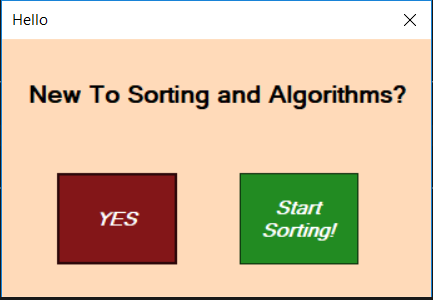 Hello
New To Sorting and Algorithms?
YES
Start
Sorting!